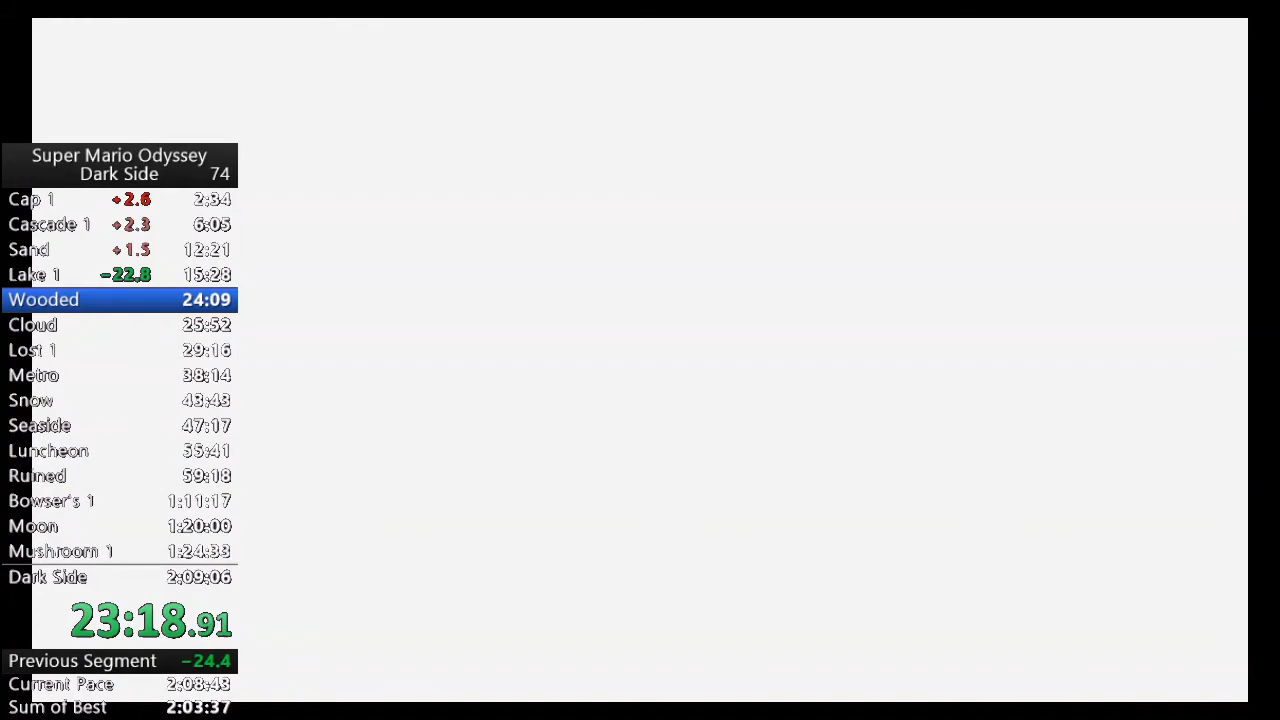 Super Mario Odyssey
Dark Side 74
Cap 1 +2.6 2:34
Cascade 1 +2.3 6:05
Sand +1.5 12:21
Lake 1 −22.8 15:28
Wooded 24:09
Cloud 25:52
Lost 1 29:16
Metro 38:14
Snow 43:43
Seaside 47:17
Luncheon 55:41
Ruined 59:18
Bowser's 1 1:11:17
Moon 1:20:00
Mushroom 1 1:24:33
Dark Side 2:09:06
23:18.91
Previous Segment −24.4
Current Pace 2:08:43
Sum of Best 2:03:37